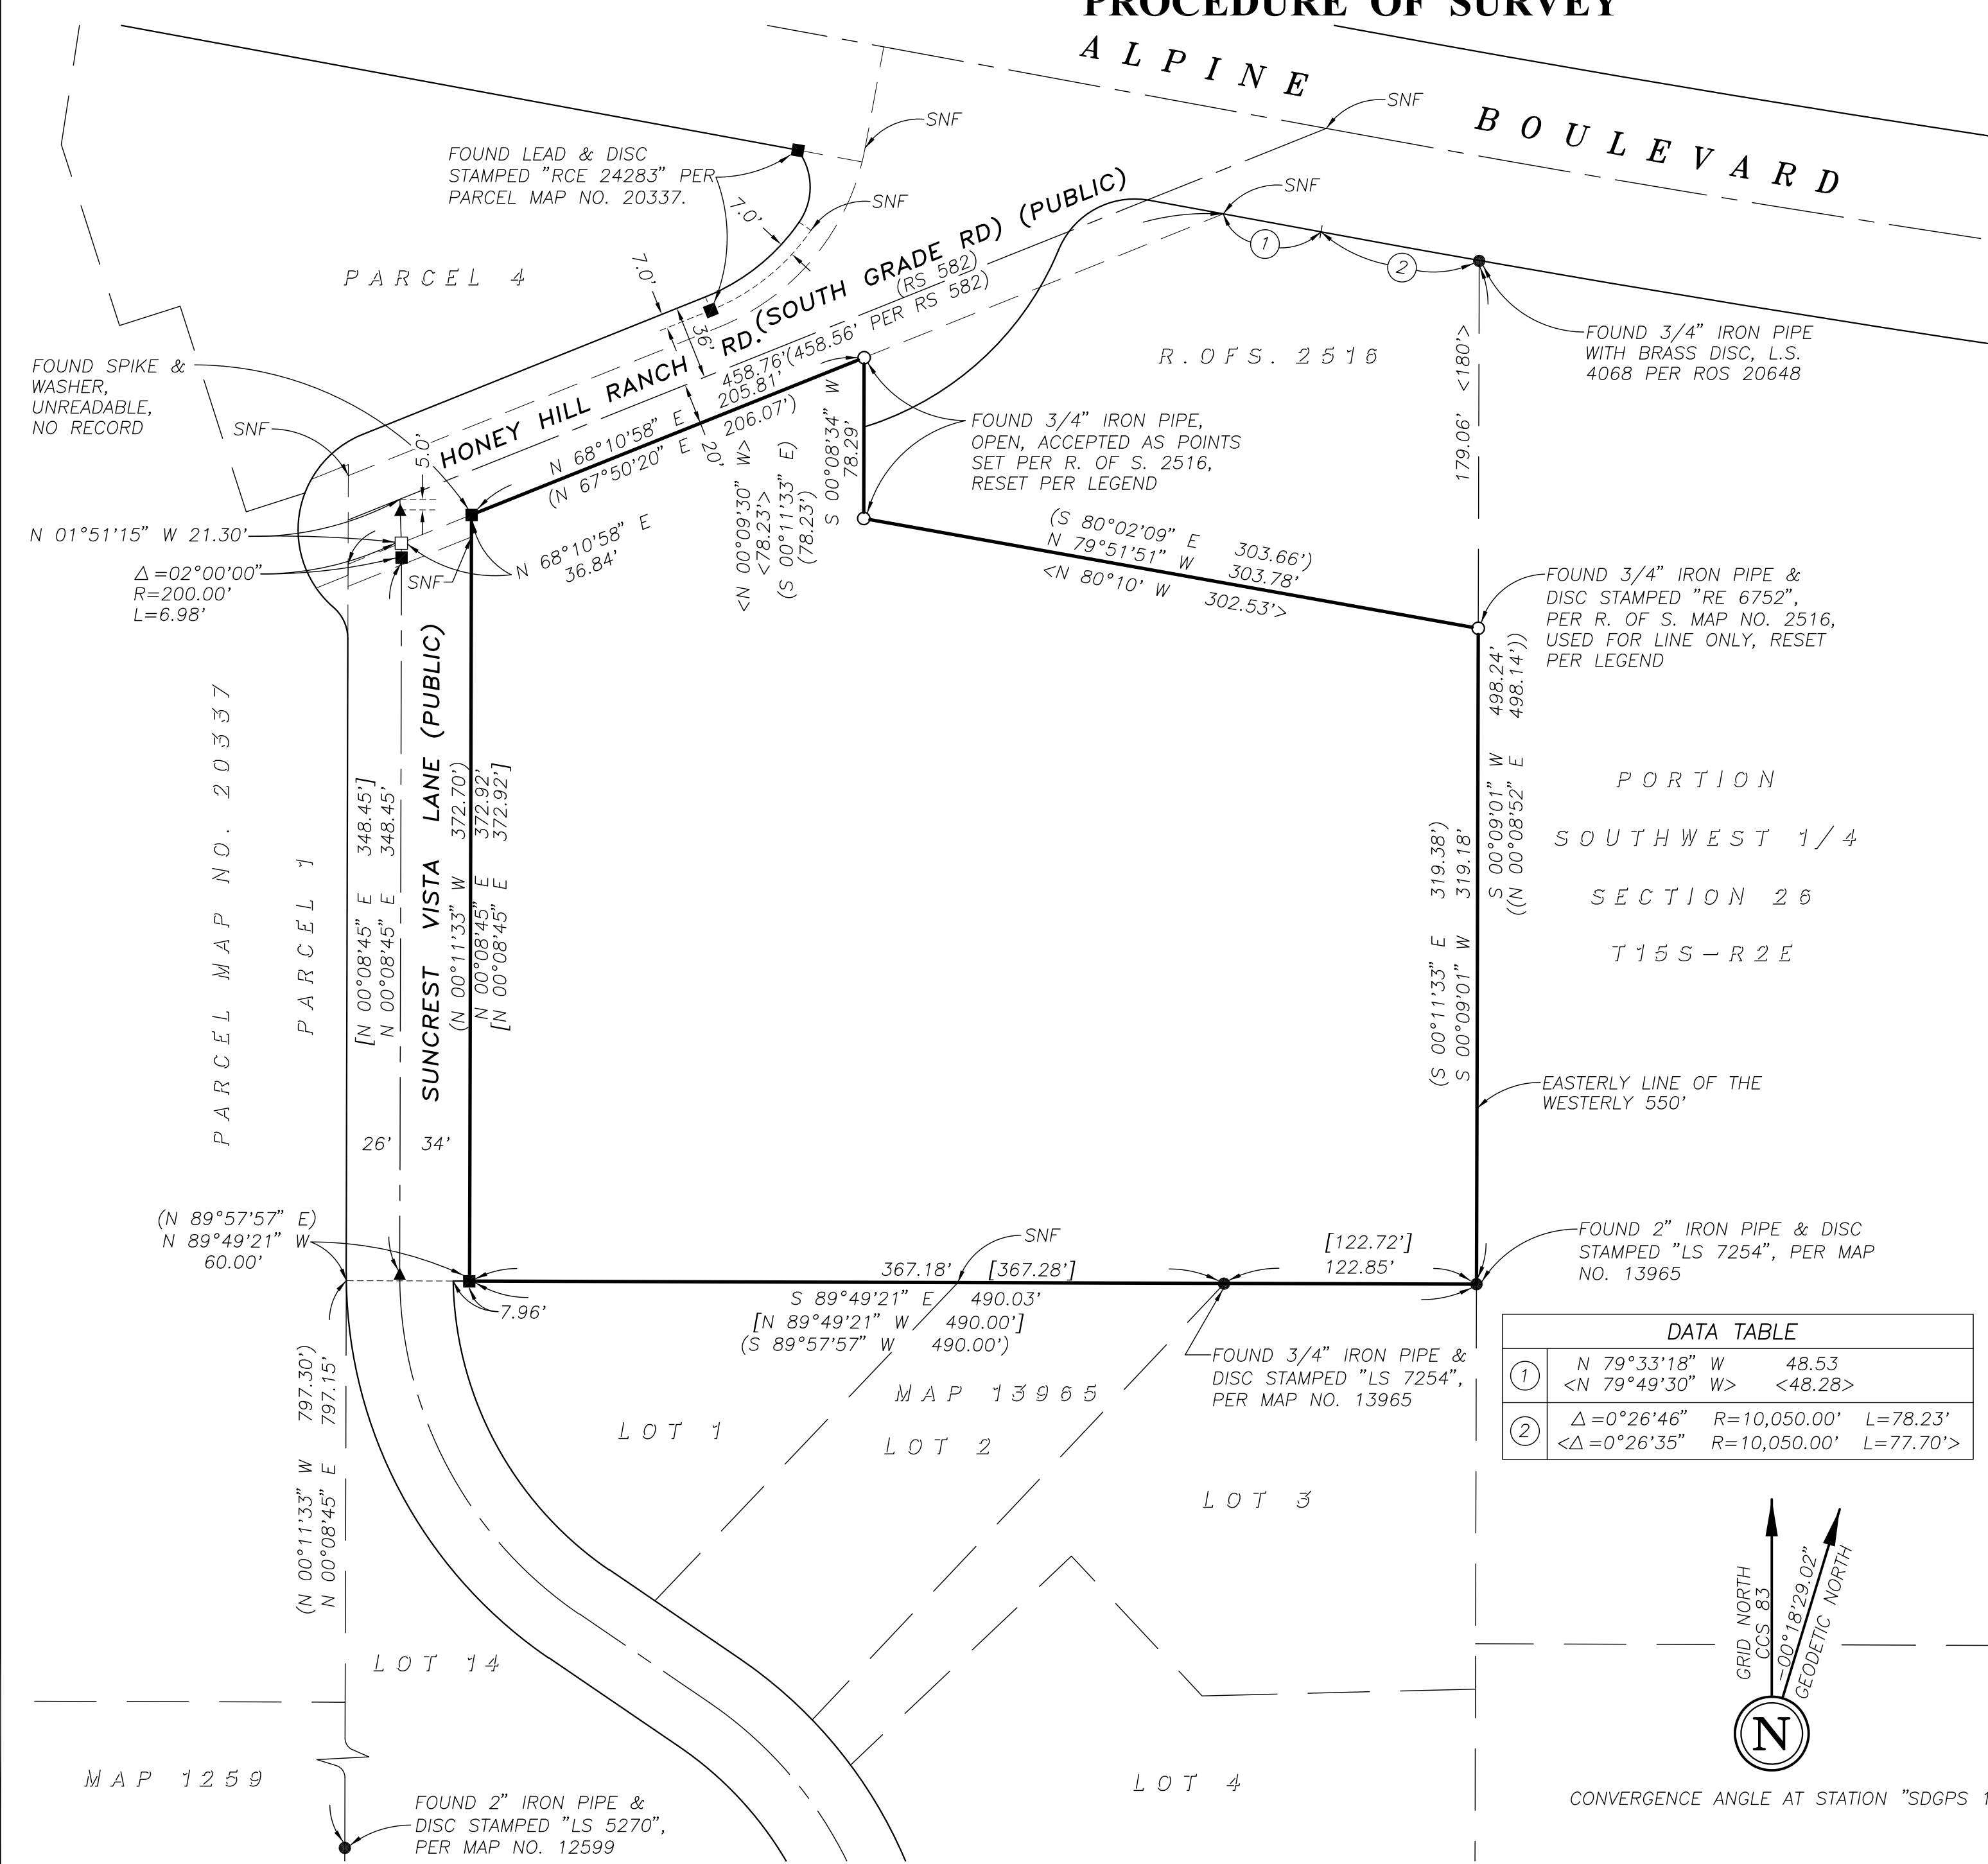 PROCEDURE OF SURVEY
ALPINE BOULEVARD
SNF
SNF
FOUND LEAD & DISC
STAMPED "RCE 24283" PER
PARCEL MAP NO. 20337.
SNF
SNF
7.0'
7.0'
36'
20'
PARCEL 4
HONEY HILL RANCH RD. (SOUTH GRADE RD) (PUBLIC)
(RS 582)
458.76' (458.56' PER RS 582)
N 68°10'58" E 205.81'
(N 67°50'20" E 206.07')
1
2
R.OFS. 2516
179.06' <180'>
FOUND 3/4" IRON PIPE
WITH BRASS DISC, L.S.
4068 PER ROS 20648
FOUND SPIKE &
WASHER,
UNREADABLE,
NO RECORD
SNF
5.0'
N 01°51'15" W 21.30'
Δ=02°00'00"
R=200.00'
L=6.98'
SNF
N 68°10'58" E
36.84'
<N 00°09'30" W>
<78.23'>
(S 00°11'33" E)
(78.23')
S 00°08'34" W
78.29'
FOUND 3/4" IRON PIPE,
OPEN, ACCEPTED AS POINTS
SET PER R. OF S. 2516,
RESET PER LEGEND
(S 80°02'09" E 303.66')
N 79°51'51" W 303.78'
<N 80°10' W 302.53'>
FOUND 3/4" IRON PIPE &
DISC STAMPED "RE 6752",
PER R. OF S. MAP NO. 2516,
USED FOR LINE ONLY, RESET
PER LEGEND
S 00°09'01" W 498.24'
((N 00°08'52" E 498.14'))
PORTION
SOUTHWEST 1/4
SECTION 26
T15S-R2E
PARCEL MAP NO. 20337
PARCEL 1
[N 00°08'45" E 348.45']
N 00°08'45" E 348.45'
SUNCREST VISTA LANE (PUBLIC)
(N 00°11'33" W 372.70')
N 00°08'45" E 372.92'
[N 00°08'45" E 372.92']
(S 00°11'33" E 319.38')
S 00°09'01" W 319.18'
EASTERLY LINE OF THE
WESTERLY 550'
26'
34'
(N 89°57'57" E)
N 89°49'21" W
60.00'
7.96'
SNF
367.18' [367.28']
[122.72']
122.85'
S 89°49'21" E 490.03'
[N 89°49'21" W 490.00']
(S 89°57'57" W 490.00')
FOUND 2" IRON PIPE & DISC
STAMPED "LS 7254", PER MAP
NO. 13965
FOUND 3/4" IRON PIPE &
DISC STAMPED "LS 7254",
PER MAP NO. 13965
DATA TABLE
1
N 79°33'18" W 48.53
<N 79°49'30" W> <48.28>
2
Δ=0°26'46" R=10,050.00' L=78.23'
<Δ=0°26'35" R=10,050.00' L=77.70'>
(N 00°11'33" W 797.30')
N 00°08'45" E 797.15'
MAP 13965
LOT 1
LOT 2
LOT 3
LOT 14
LOT 4
MAP 1259
FOUND 2" IRON PIPE &
DISC STAMPED "LS 5270",
PER MAP NO. 12599
GRID NORTH
CCS 83
-00°18'29.02"
GEODETIC NORTH
N
CONVERGENCE ANGLE AT STATION "SDGPS 1